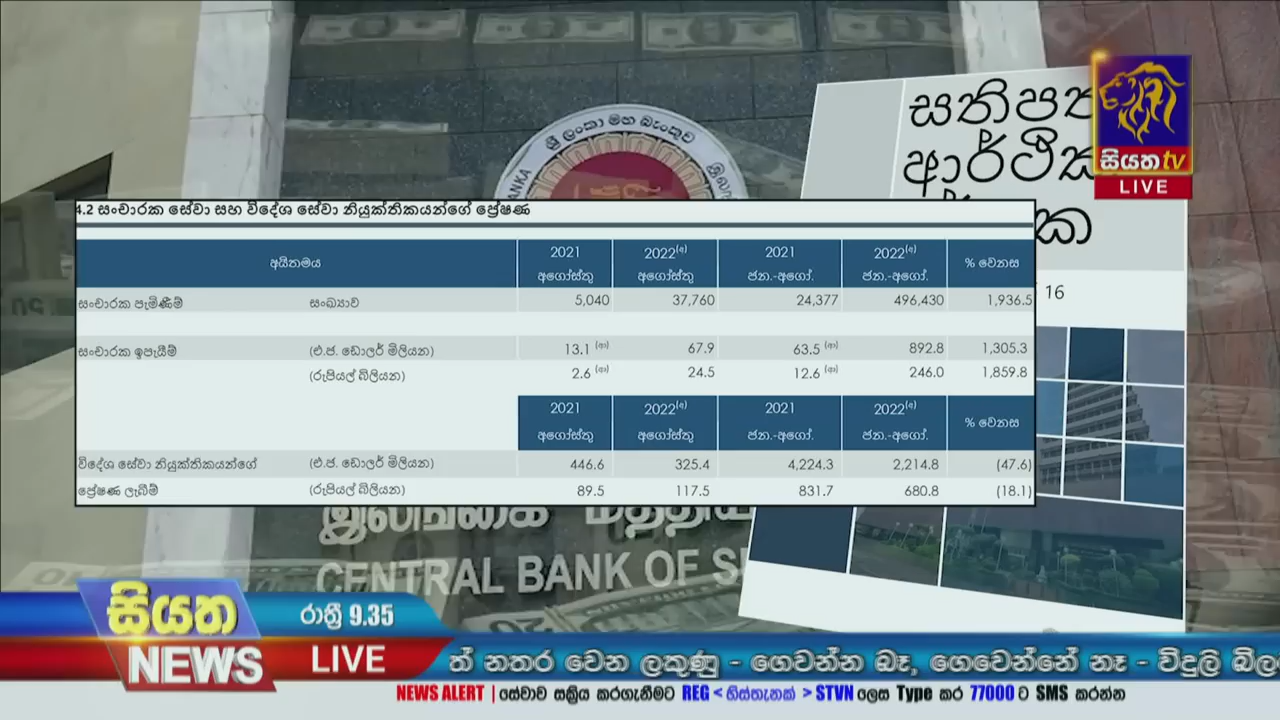 සතිපත
ආර්ථික
ක
සියත tv
LIVE
ශ්‍රී ලංකා මහ බැංකුව
16
4.2 සංචාරක සේවා සහ විදේශ සේවා නියුක්තිකයන්ගේ ප්‍රේෂණ
අයිතමය 2021 අගෝස්තු 2022(අ) අගෝස්තු 2021 ජන.-අගෝ. 2022(අ) ජන.-අගෝ. % වෙනස
සංචාරක පැමිණීම් සංඛ්‍යාව 5,040 37,760 24,377 496,430 1,936.5
සංචාරක ඉපැයීම් (එ.ජ. ඩොලර් මිලියන) 13.1 (ආ) 67.9 63.5 (ආ) 892.8 1,305.3
(රුපියල් බිලියන) 2.6 (ආ) 24.5 12.6 (ආ) 246.0 1,859.8
2021 අගෝස්තු 2022(අ) අගෝස්තු 2021 ජන.-අගෝ. 2022(අ) ජන.-අගෝ. % වෙනස
විදේශ සේවා නියුක්තිකයන්ගේ (එ.ජ. ඩොලර් මිලියන) 446.6 325.4 4,224.3 2,214.8 (47.6)
ප්‍රේෂණ ලැබීම් (රුපියල් බිලියන) 89.5 117.5 831.7 680.8 (18.1)
CENTRAL BANK OF S
සියත
NEWS
රාත්‍රී 9.35
LIVE
ත් නතර වෙන ලකුණු - ගෙවන්න බෑ, ගෙවෙන්නේ නෑ - විදුලි බිල
NEWS ALERT | සේවාව සක්‍රිය කරගැනීමට REG < හිස්තැනක් > STVN ලෙස Type කර 77000 ට SMS කරන්න